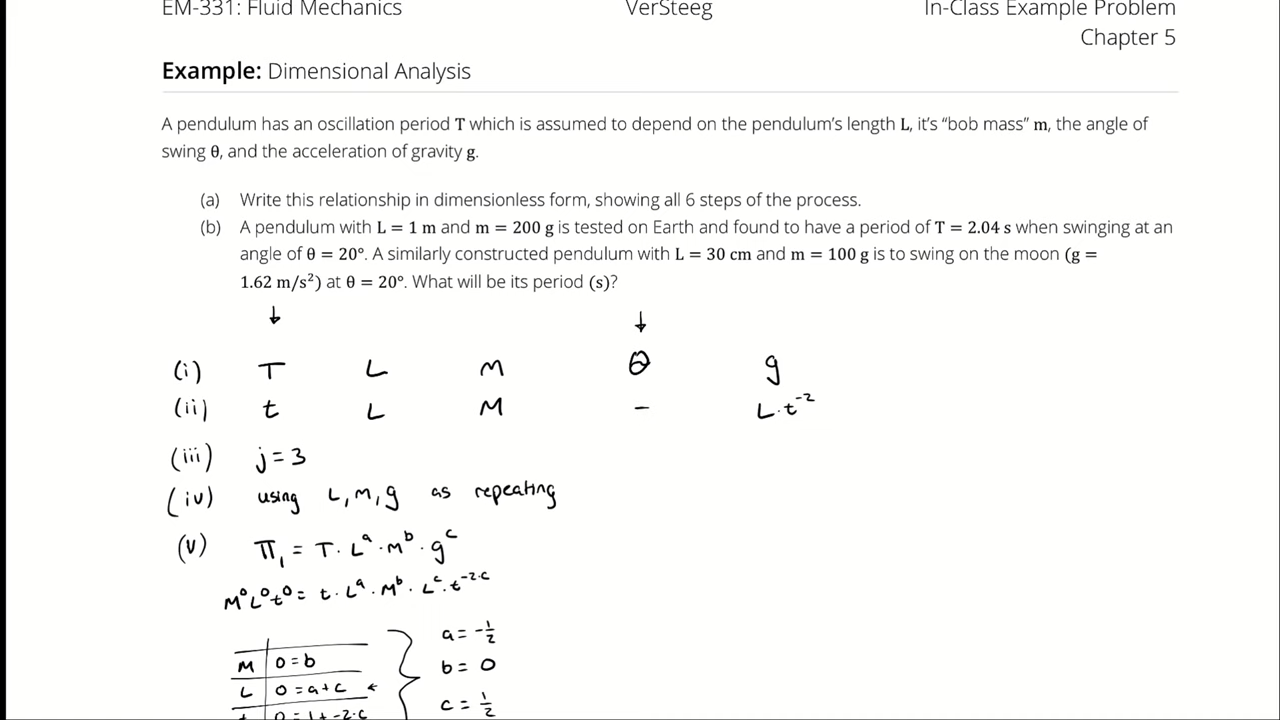 EM-331: Fluid Mechanics VerSteeg In-Class Example Problem
Chapter 5
Example: Dimensional Analysis
A pendulum has an oscillation period T which is assumed to depend on the pendulum's length L, it's “bob mass” m, the angle of
swing θ, and the acceleration of gravity g.
(a) Write this relationship in dimensionless form, showing all 6 steps of the process.
(b) A pendulum with L = 1 m and m = 200 g is tested on Earth and found to have a period of T = 2.04 s when swinging at an
angle of θ = 20°. A similarly constructed pendulum with L = 30 cm and m = 100 g is to swing on the moon (g =
1.62 m/s²) at θ = 20°. What will be its period (s)?
↓ ↓
(i) T L M θ g
(ii) t L M - L·t⁻²
(iii) j = 3
(iv) using L, M, g as repeating
(v) π₁ = T·Lᵃ·Mᵇ·gᶜ
M⁰L⁰t⁰ = t·Lᵃ·Mᵇ·Lᶜ·t⁻²·ᶜ
a = -1/2
M 0 = b
b = 0
L 0 = a+c ←
c = 1/2
t 0 = 1 + -2·c